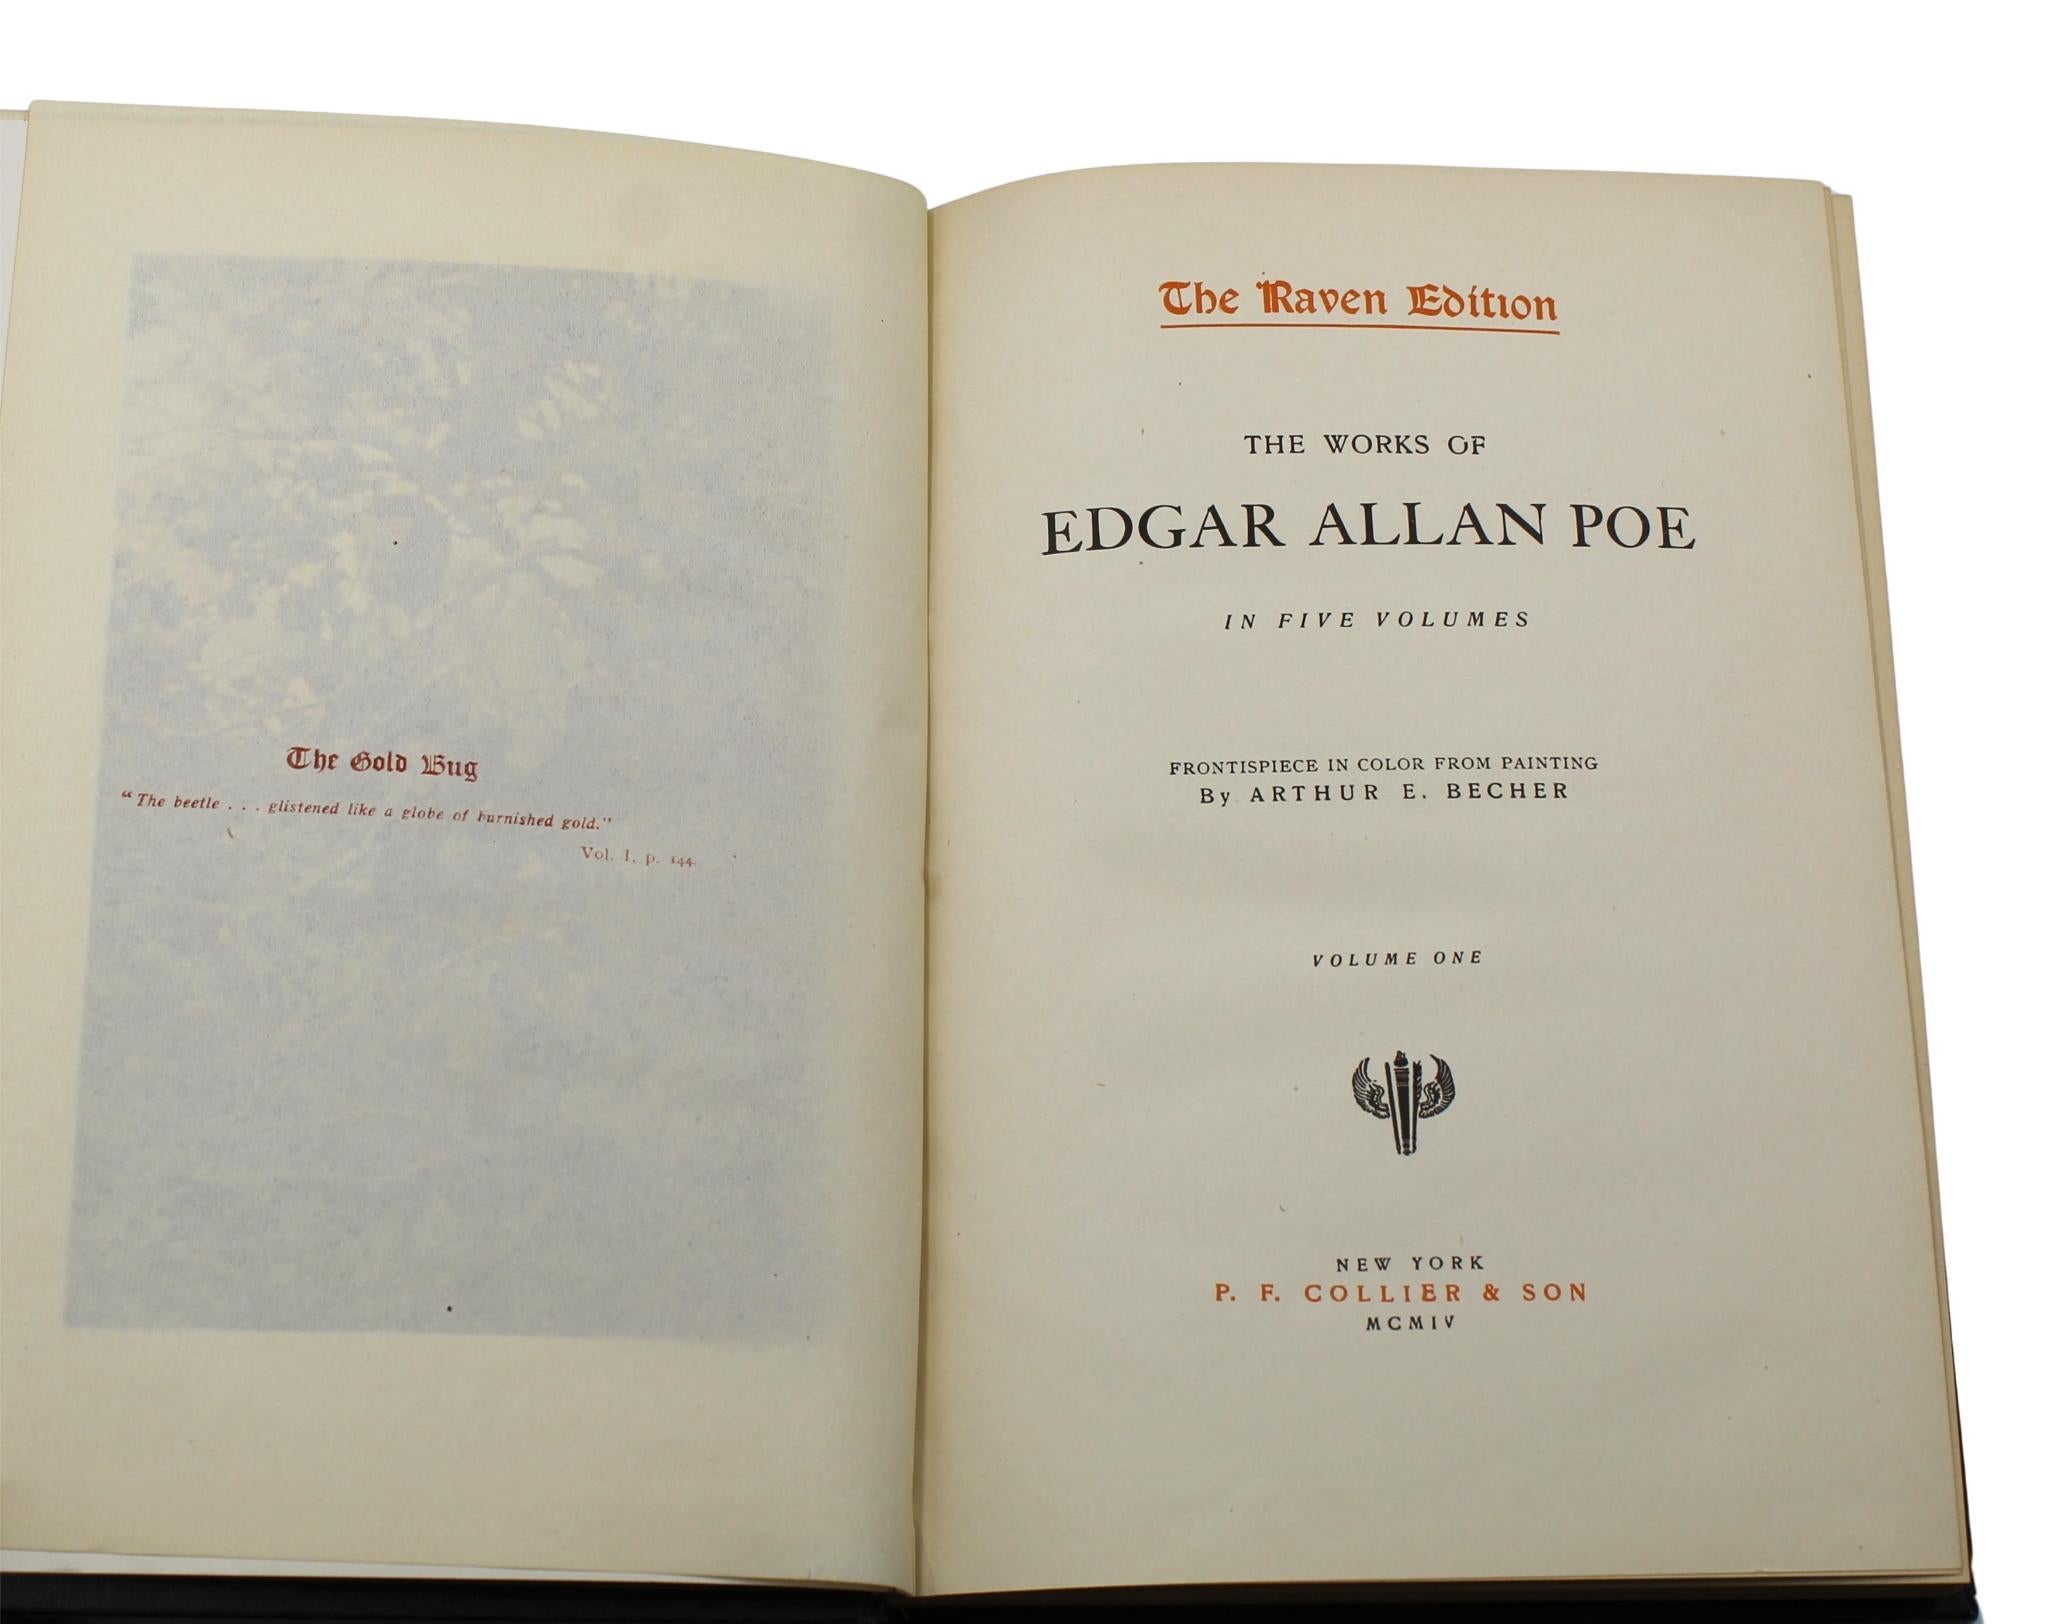 The Gold Bug
"The beetle . . . glistened like a globe of burnished gold."
Vol. I, p. 144.
The Raven Edition
THE WORKS OF
EDGAR ALLAN POE
IN FIVE VOLUMES
FRONTISPIECE IN COLOR FROM PAINTING
By ARTHUR E. BECHER
VOLUME ONE
NEW YORK
P. F. COLLIER & SON
MCMIV